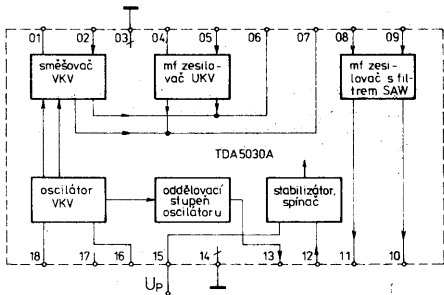 01 02 03 04 05 06 07 08 09
směšovač
VKV
mf zesilo-
vač UKV
mf zesi-
lovač s fil-
trem SAW
TDA5030A
oscilátor
VKV
oddělovací
stupeň
oscilátoru
stabilizátor,
spínač
18 17 16 15 14 13 12 11 10
UP